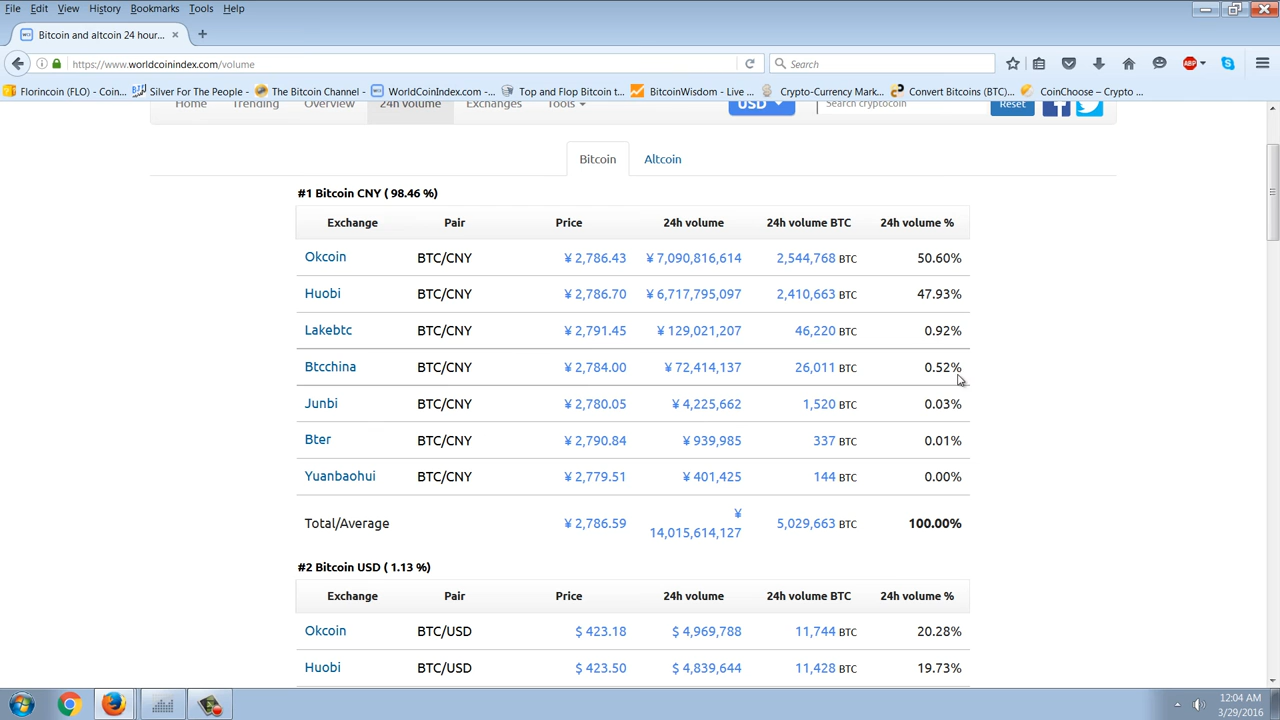 File Edit View History Bookmarks Tools Help
Bitcoin and altcoin 24 hour...
https://www.worldcoinindex.com/volume
Search
Florincoin (FLO) - Coin... Silver For The People - The Bitcoin Channel - WorldCoinIndex.com -... Top and Flop Bitcoin t... BitcoinWisdom - Live ... Crypto-Currency Mark... Convert Bitcoins (BTC)... CoinChoose – Crypto ...
Home Trending Overview 24h volume Exchanges Tools USD Search cryptocoin Reset
Bitcoin Altcoin
#1 Bitcoin CNY ( 98.46 %)
Exchange Pair Price 24h volume 24h volume BTC 24h volume %
Okcoin BTC/CNY ¥ 2,786.43 ¥ 7,090,816,614 2,544,768 BTC 50.60%
Huobi BTC/CNY ¥ 2,786.70 ¥ 6,717,795,097 2,410,663 BTC 47.93%
Lakebtc BTC/CNY ¥ 2,791.45 ¥ 129,021,207 46,220 BTC 0.92%
Btcchina BTC/CNY ¥ 2,784.00 ¥ 72,414,137 26,011 BTC 0.52%
Junbi BTC/CNY ¥ 2,780.05 ¥ 4,225,662 1,520 BTC 0.03%
Bter BTC/CNY ¥ 2,790.84 ¥ 939,985 337 BTC 0.01%
Yuanbaohui BTC/CNY ¥ 2,779.51 ¥ 401,425 144 BTC 0.00%
Total/Average ¥ 2,786.59 ¥ 14,015,614,127 5,029,663 BTC 100.00%
#2 Bitcoin USD ( 1.13 %)
Exchange Pair Price 24h volume 24h volume BTC 24h volume %
Okcoin BTC/USD $ 423.18 $ 4,969,788 11,744 BTC 20.28%
Huobi BTC/USD $ 423.50 $ 4,839,644 11,428 BTC 19.73%
12:04 AM
3/29/2016